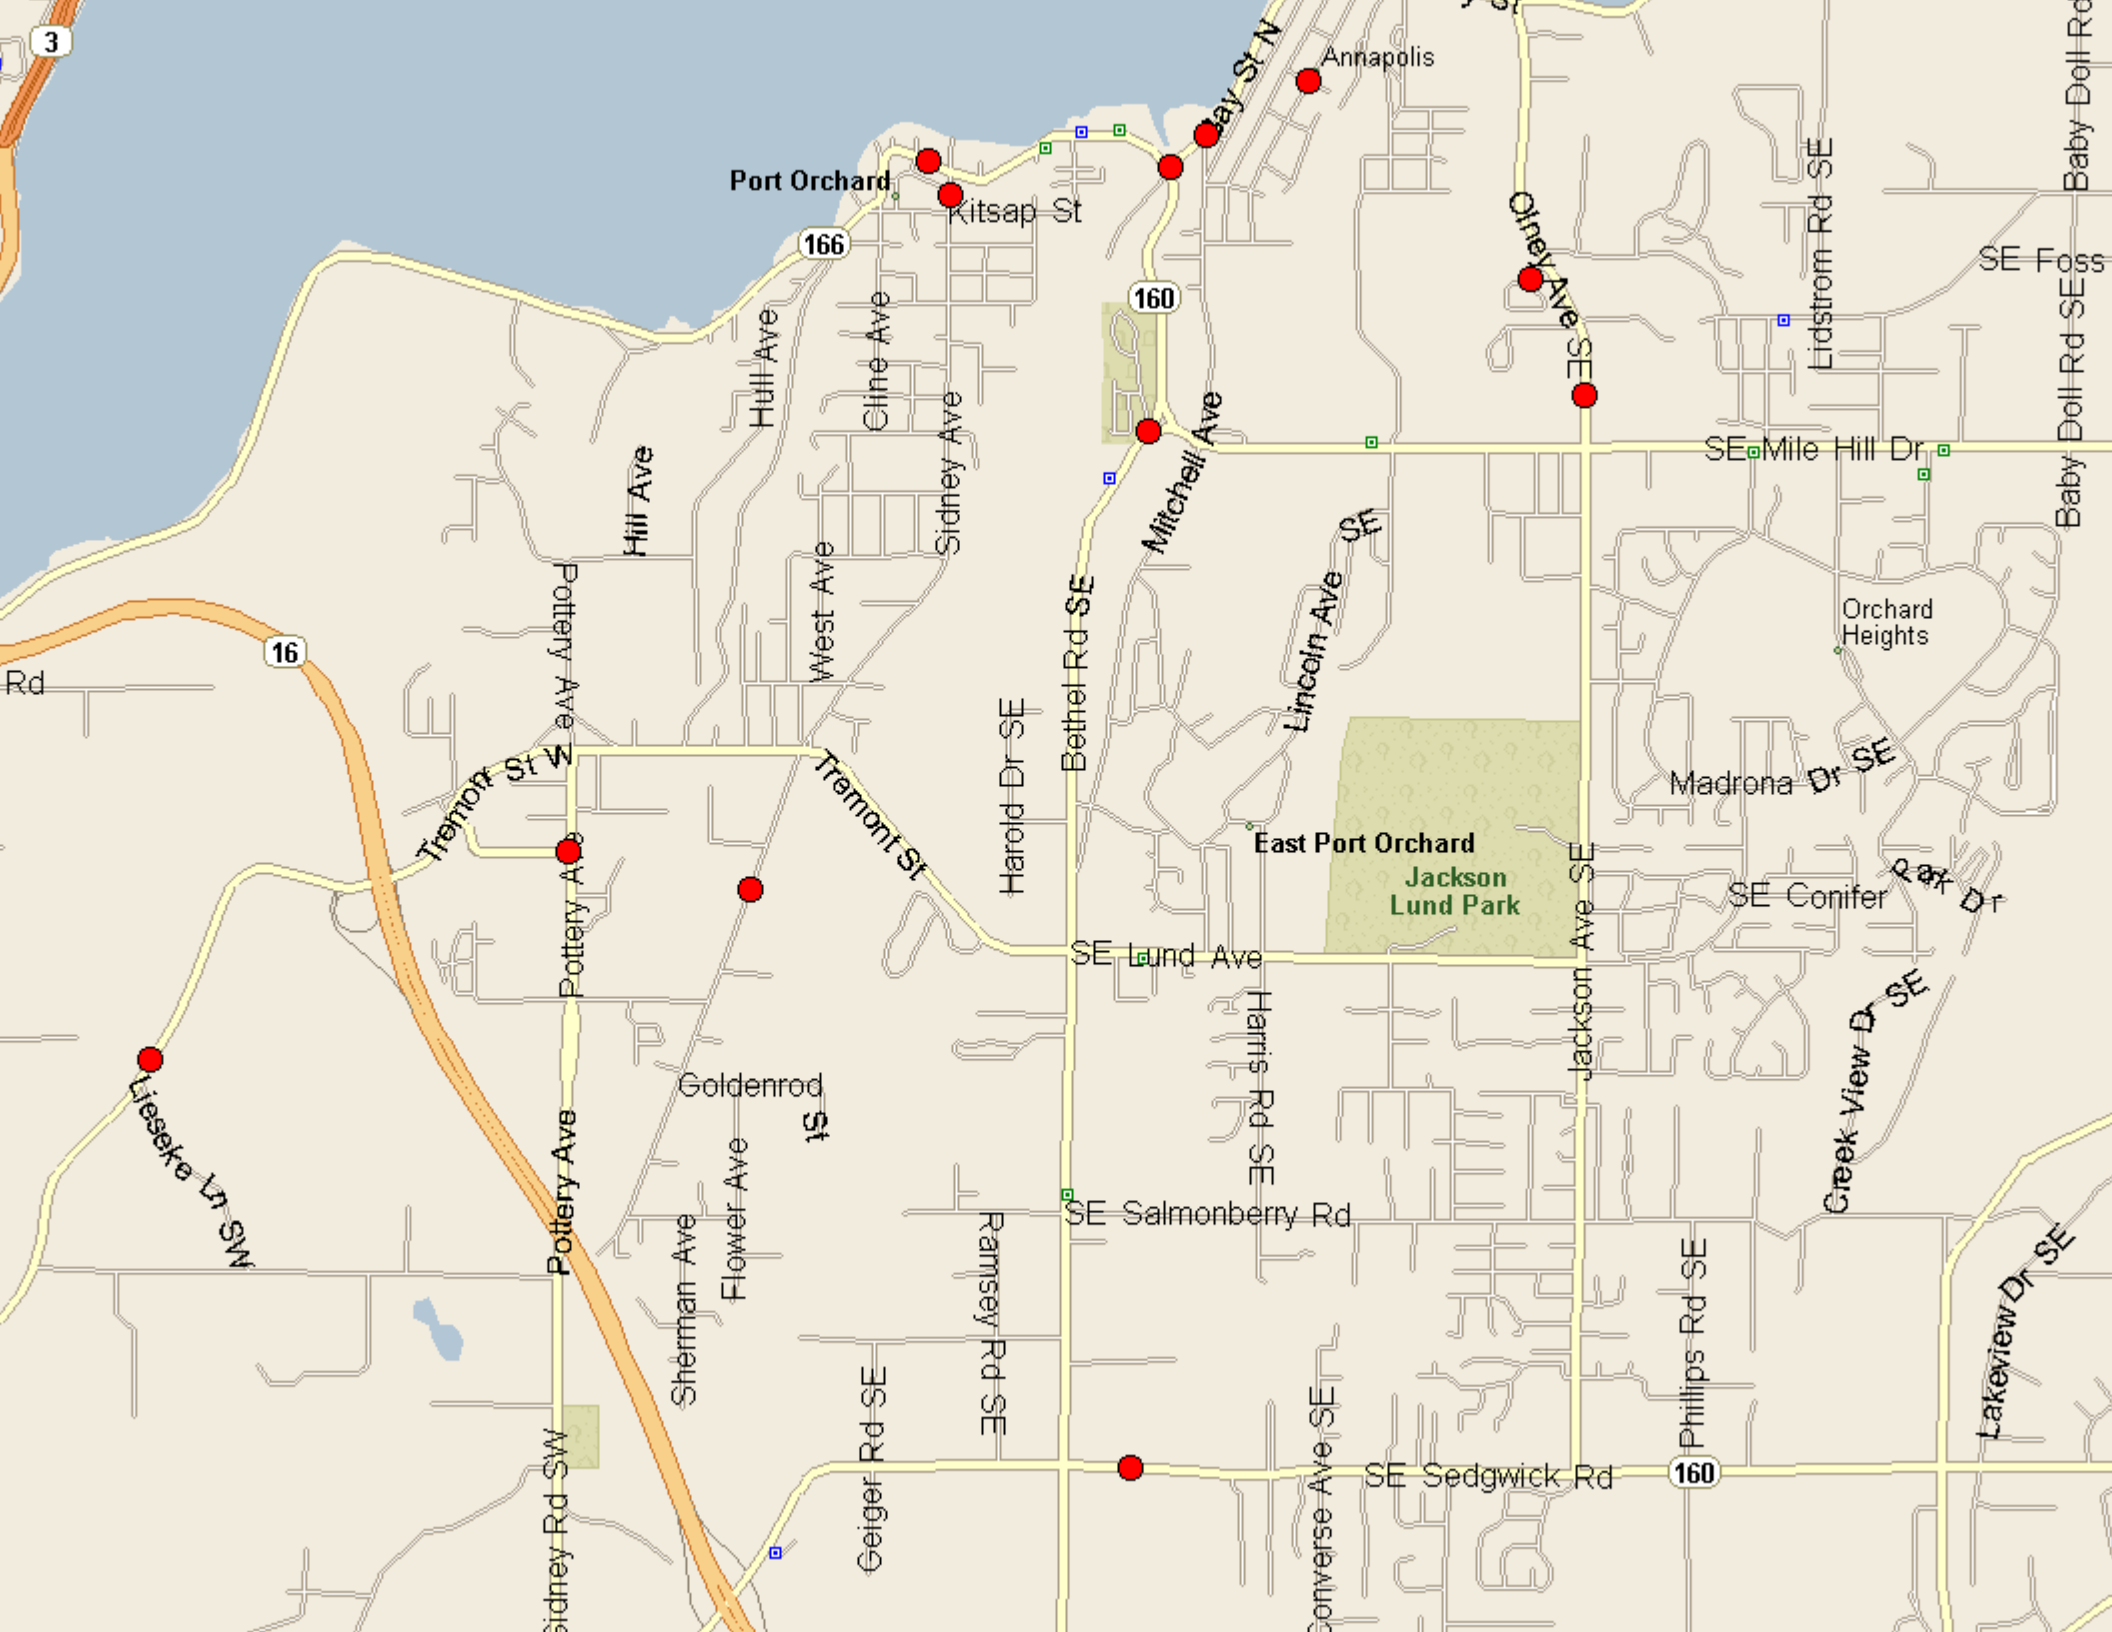 3
Annapolis
Bay St N
St
Baby Doll Rd
Port Orchard
Kitsap St
166
160
Olney Ave
SE
Lidstrom Rd SE
SE Foss
Baby Doll Rd SE
Hull Ave
Cline Ave
Sidney Ave
Mitchell Ave
SE Mile Hill Dr
Hill Ave
Lincoln Ave SE
Pottery Ave
West Ave
Bethel Rd SE
Orchard
Heights
16
Rd
Harold Dr SE
Tremont St W
Tremont St
Madrona Dr SE
East Port Orchard
Jackson
Lund Park
Pottery Ave
SE Conifer
Park Dr
SE Lund Ave
Jackson Ave SE
Creek View Dr SE
Harris Rd SE
Lieseke Ln SW
Goldenrod St
Pottery Ave
Flower Ave
Sherman Ave
SE Salmonberry Rd
Ramsey Rd SE
Phillips Rd SE
Lakeview Dr SE
Geiger Rd SE
Converse Ave SE
SE Sedgwick Rd
160
Sidney Rd SW